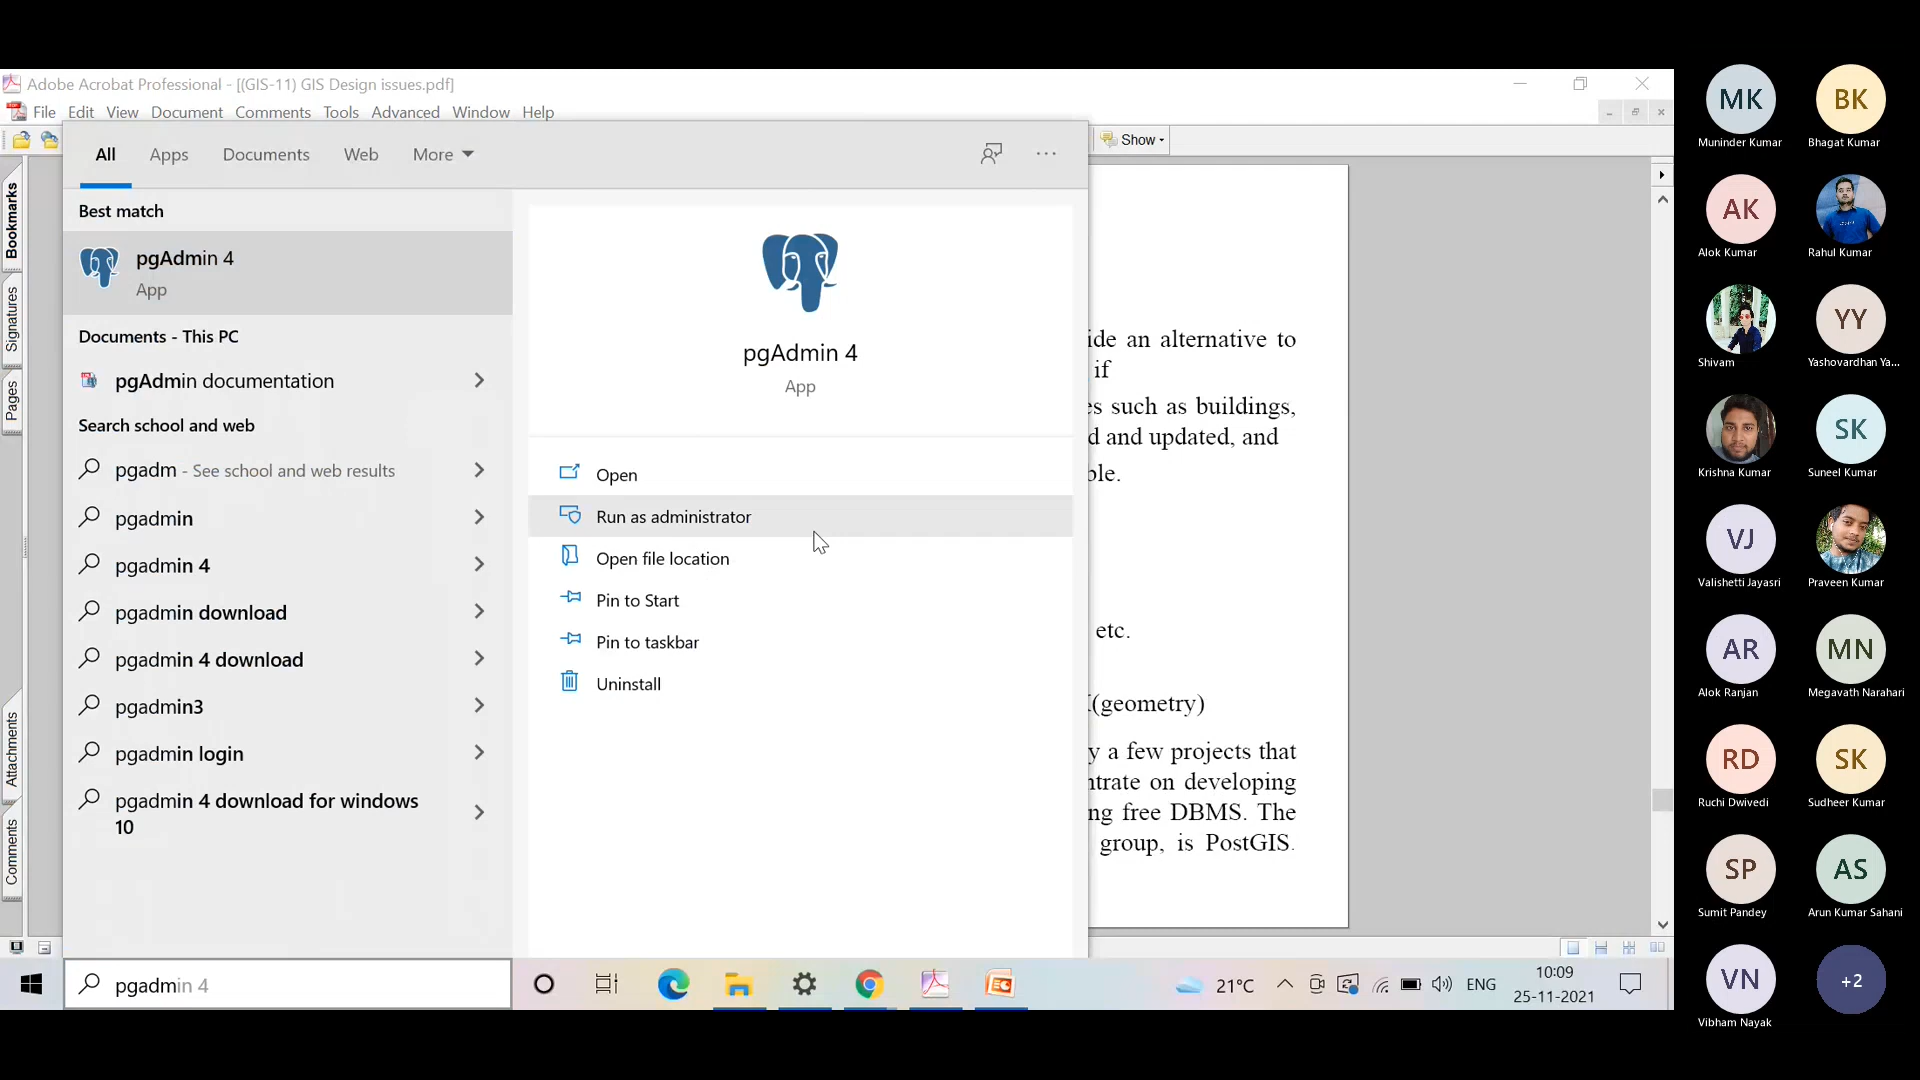 Adobe Acrobat Professional - [(GIS-11) GIS Design issues.pdf]
File Edit View Document Comments Tools Advanced Window Help
Show
Bookmarks
Signatures
Pages
Attachments
Comments
All Apps Documents Web More
Best match
pgAdmin 4
App
Documents - This PC
pgAdmin documentation
Search school and web
pgadm - See school and web results
pgadmin
pgadmin 4
pgadmin download
pgadmin 4 download
pgadmin3
pgadmin login
pgadmin 4 download for windows
10
pgAdmin 4
App
Open
Run as administrator
Open file location
Pin to Start
Pin to taskbar
Uninstall
ide an alternative to
if
es such as buildings,
d and updated, and
ble.
etc.
(geometry)
y a few projects that
ntrate on developing
ng free DBMS. The
group, is PostGIS.
pgadmin 4
21°C
ENG
10:09
25-11-2021
MK
Muninder Kumar
BK
Bhagat Kumar
AK
Alok Kumar
Rahul Kumar
Shivam
YY
Yashovardhan Ya...
Krishna Kumar
SK
Suneel Kumar
VJ
Valishetti Jayasri
Praveen Kumar
AR
Alok Ranjan
MN
Megavath Narahari
RD
Ruchi Dwivedi
SK
Sudheer Kumar
SP
Sumit Pandey
AS
Arun Kumar Sahani
VN
Vibham Nayak
+2